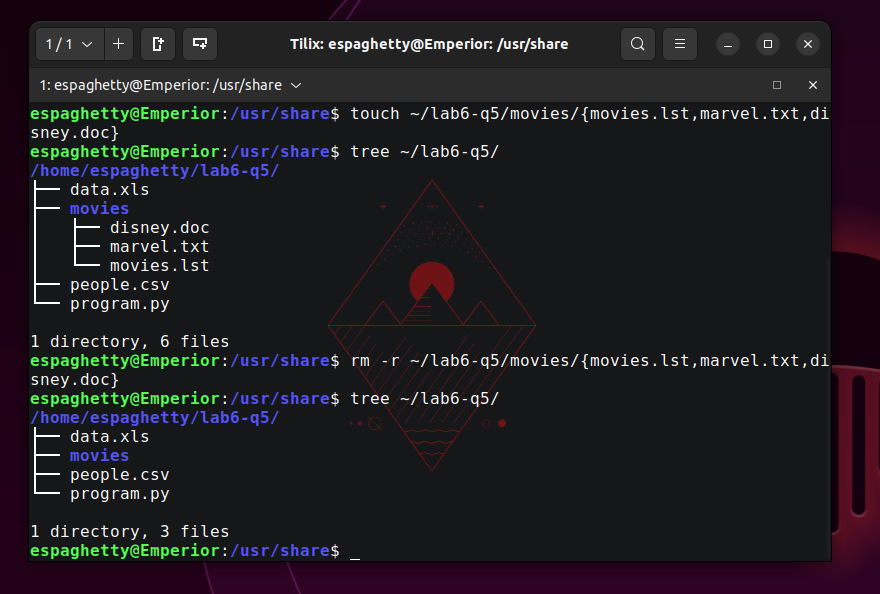 1 / 1
Tilix: espaghetty@Emperior: /usr/share
1: espaghetty@Emperior: /usr/share
espaghetty@Emperior:/usr/share$ touch ~/lab6-q5/movies/{movies.lst,marvel.txt,di
sney.doc}
espaghetty@Emperior:/usr/share$ tree ~/lab6-q5/
/home/espaghetty/lab6-q5/
├── data.xls
├── movies
│   ├── disney.doc
│   ├── marvel.txt
│   └── movies.lst
├── people.csv
└── program.py
1 directory, 6 files
espaghetty@Emperior:/usr/share$ rm -r ~/lab6-q5/movies/{movies.lst,marvel.txt,di
sney.doc}
espaghetty@Emperior:/usr/share$ tree ~/lab6-q5/
/home/espaghetty/lab6-q5/
├── data.xls
├── movies
├── people.csv
└── program.py
1 directory, 3 files
espaghetty@Emperior:/usr/share$ _